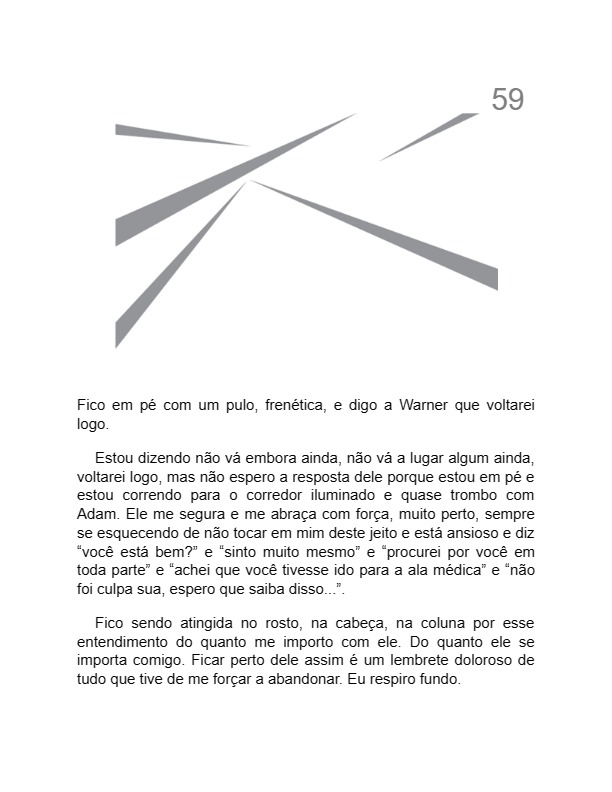 59
Fico em pé com um pulo, frenética, e digo a Warner que voltarei
logo.
Estou dizendo não vá embora ainda, não vá a lugar algum ainda,
voltarei logo, mas não espero a resposta dele porque estou em pé e
estou correndo para o corredor iluminado e quase trombo com
Adam. Ele me segura e me abraça com força, muito perto, sempre
se esquecendo de não tocar em mim deste jeito e está ansioso e diz
“você está bem?” e “sinto muito mesmo” e “procurei por você em
toda parte” e “achei que você tivesse ido para a ala médica” e “não
foi culpa sua, espero que saiba disso...”.
Fico sendo atingida no rosto, na cabeça, na coluna por esse
entendimento do quanto me importo com ele. Do quanto ele se
importa comigo. Ficar perto dele assim é um lembrete doloroso de
tudo que tive de me forçar a abandonar. Eu respiro fundo.